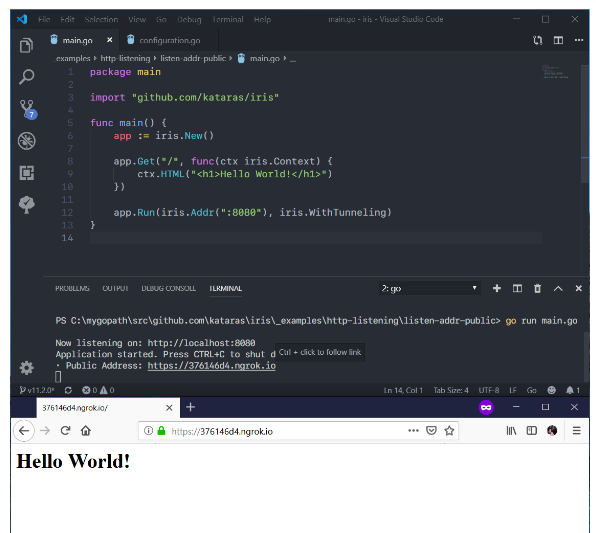 File Edit Selection View Go Debug Terminal Help main.go - iris - Visual Studio Code
main.go × configuration.go
_examples › http-listening › listen-addr-public › main.go › ...
1 package main
2
3 import "github.com/kataras/iris"
4
5 func main() {
6 app := iris.New()
7
8 app.Get("/", func(ctx iris.Context) {
9 ctx.HTML("<h1>Hello World!</h1>")
10 })
11
12 app.Run(iris.Addr(":8080"), iris.WithTunneling)
13 }
14
7
PROBLEMS OUTPUT DEBUG CONSOLE TERMINAL 2: go
PS C:\mygopath\src\github.com\kataras\iris\_examples\http-listening\listen-addr-public> go run main.go
Now listening on: http://localhost:8080
Application started. Press CTRL+C to shut d
Ctrl + click to follow link
• Public Address: https://376146d4.ngrok.io
v11.2.0* 0 0 Ln 14, Col 1 Tab Size: 4 UTF-8 LF Go 1
376146d4.ngrok.io/ ×
https://376146d4.ngrok.io
Hello World!